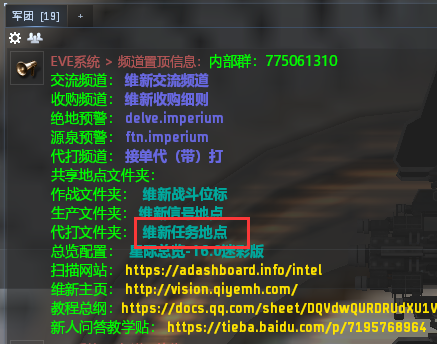 军团 [19] +
EVE系统 > 频道置顶信息: 内部群: 775061310
交流频道: 维新交流频道
收购频道: 维新收购细则
绝地预警: delve.imperium
源泉预警: ftn.imperium
代打频道: 接单代（带）打
共享地点文件夹:
作战文件夹: 维新战斗位标
生产文件夹: 维新信号地点
代打文件夹: 维新任务地点
总览配置: 星际总览-16.0迷彩版
扫描网站: https://adashboard.info/intel
维新主页: http://vision.qiyemh.com/
教程总纲: https://docs.qq.com/sheet/DQVdwQURDRUdXU1V
新人问答教学贴: https://tieba.baidu.com/p/7195768964